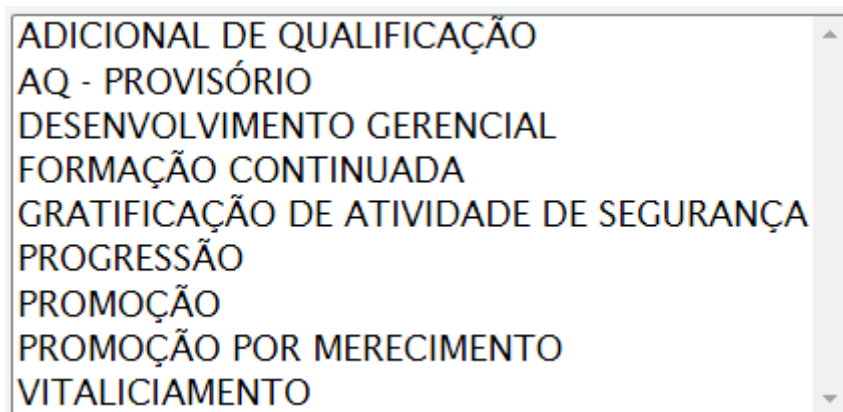 ADICIONAL DE QUALIFICAÇÃO
AQ - PROVISÓRIO
DESENVOLVIMENTO GERENCIAL
FORMAÇÃO CONTINUADA
GRATIFICAÇÃO DE ATIVIDADE DE SEGURANÇA
PROGRESSÃO
PROMOÇÃO
PROMOÇÃO POR MERECIMENTO
VITALICIAMENTO